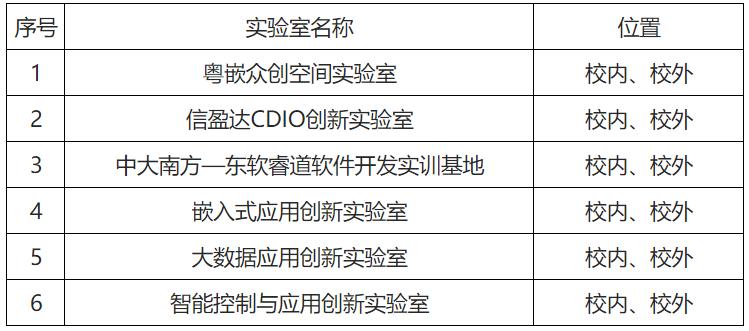 序号 实验室名称 位置
1 粤嵌众创空间实验室 校内、校外
2 信盈达CDIO创新实验室 校内、校外
3 中大南方—东软睿道软件开发实训基地 校内、校外
4 嵌入式应用创新实验室 校内、校外
5 大数据应用创新实验室 校内、校外
6 智能控制与应用创新实验室 校内、校外